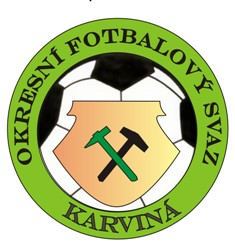 OKRESNÍ FOTBALOVÝ SVAZ
KARVINÁ